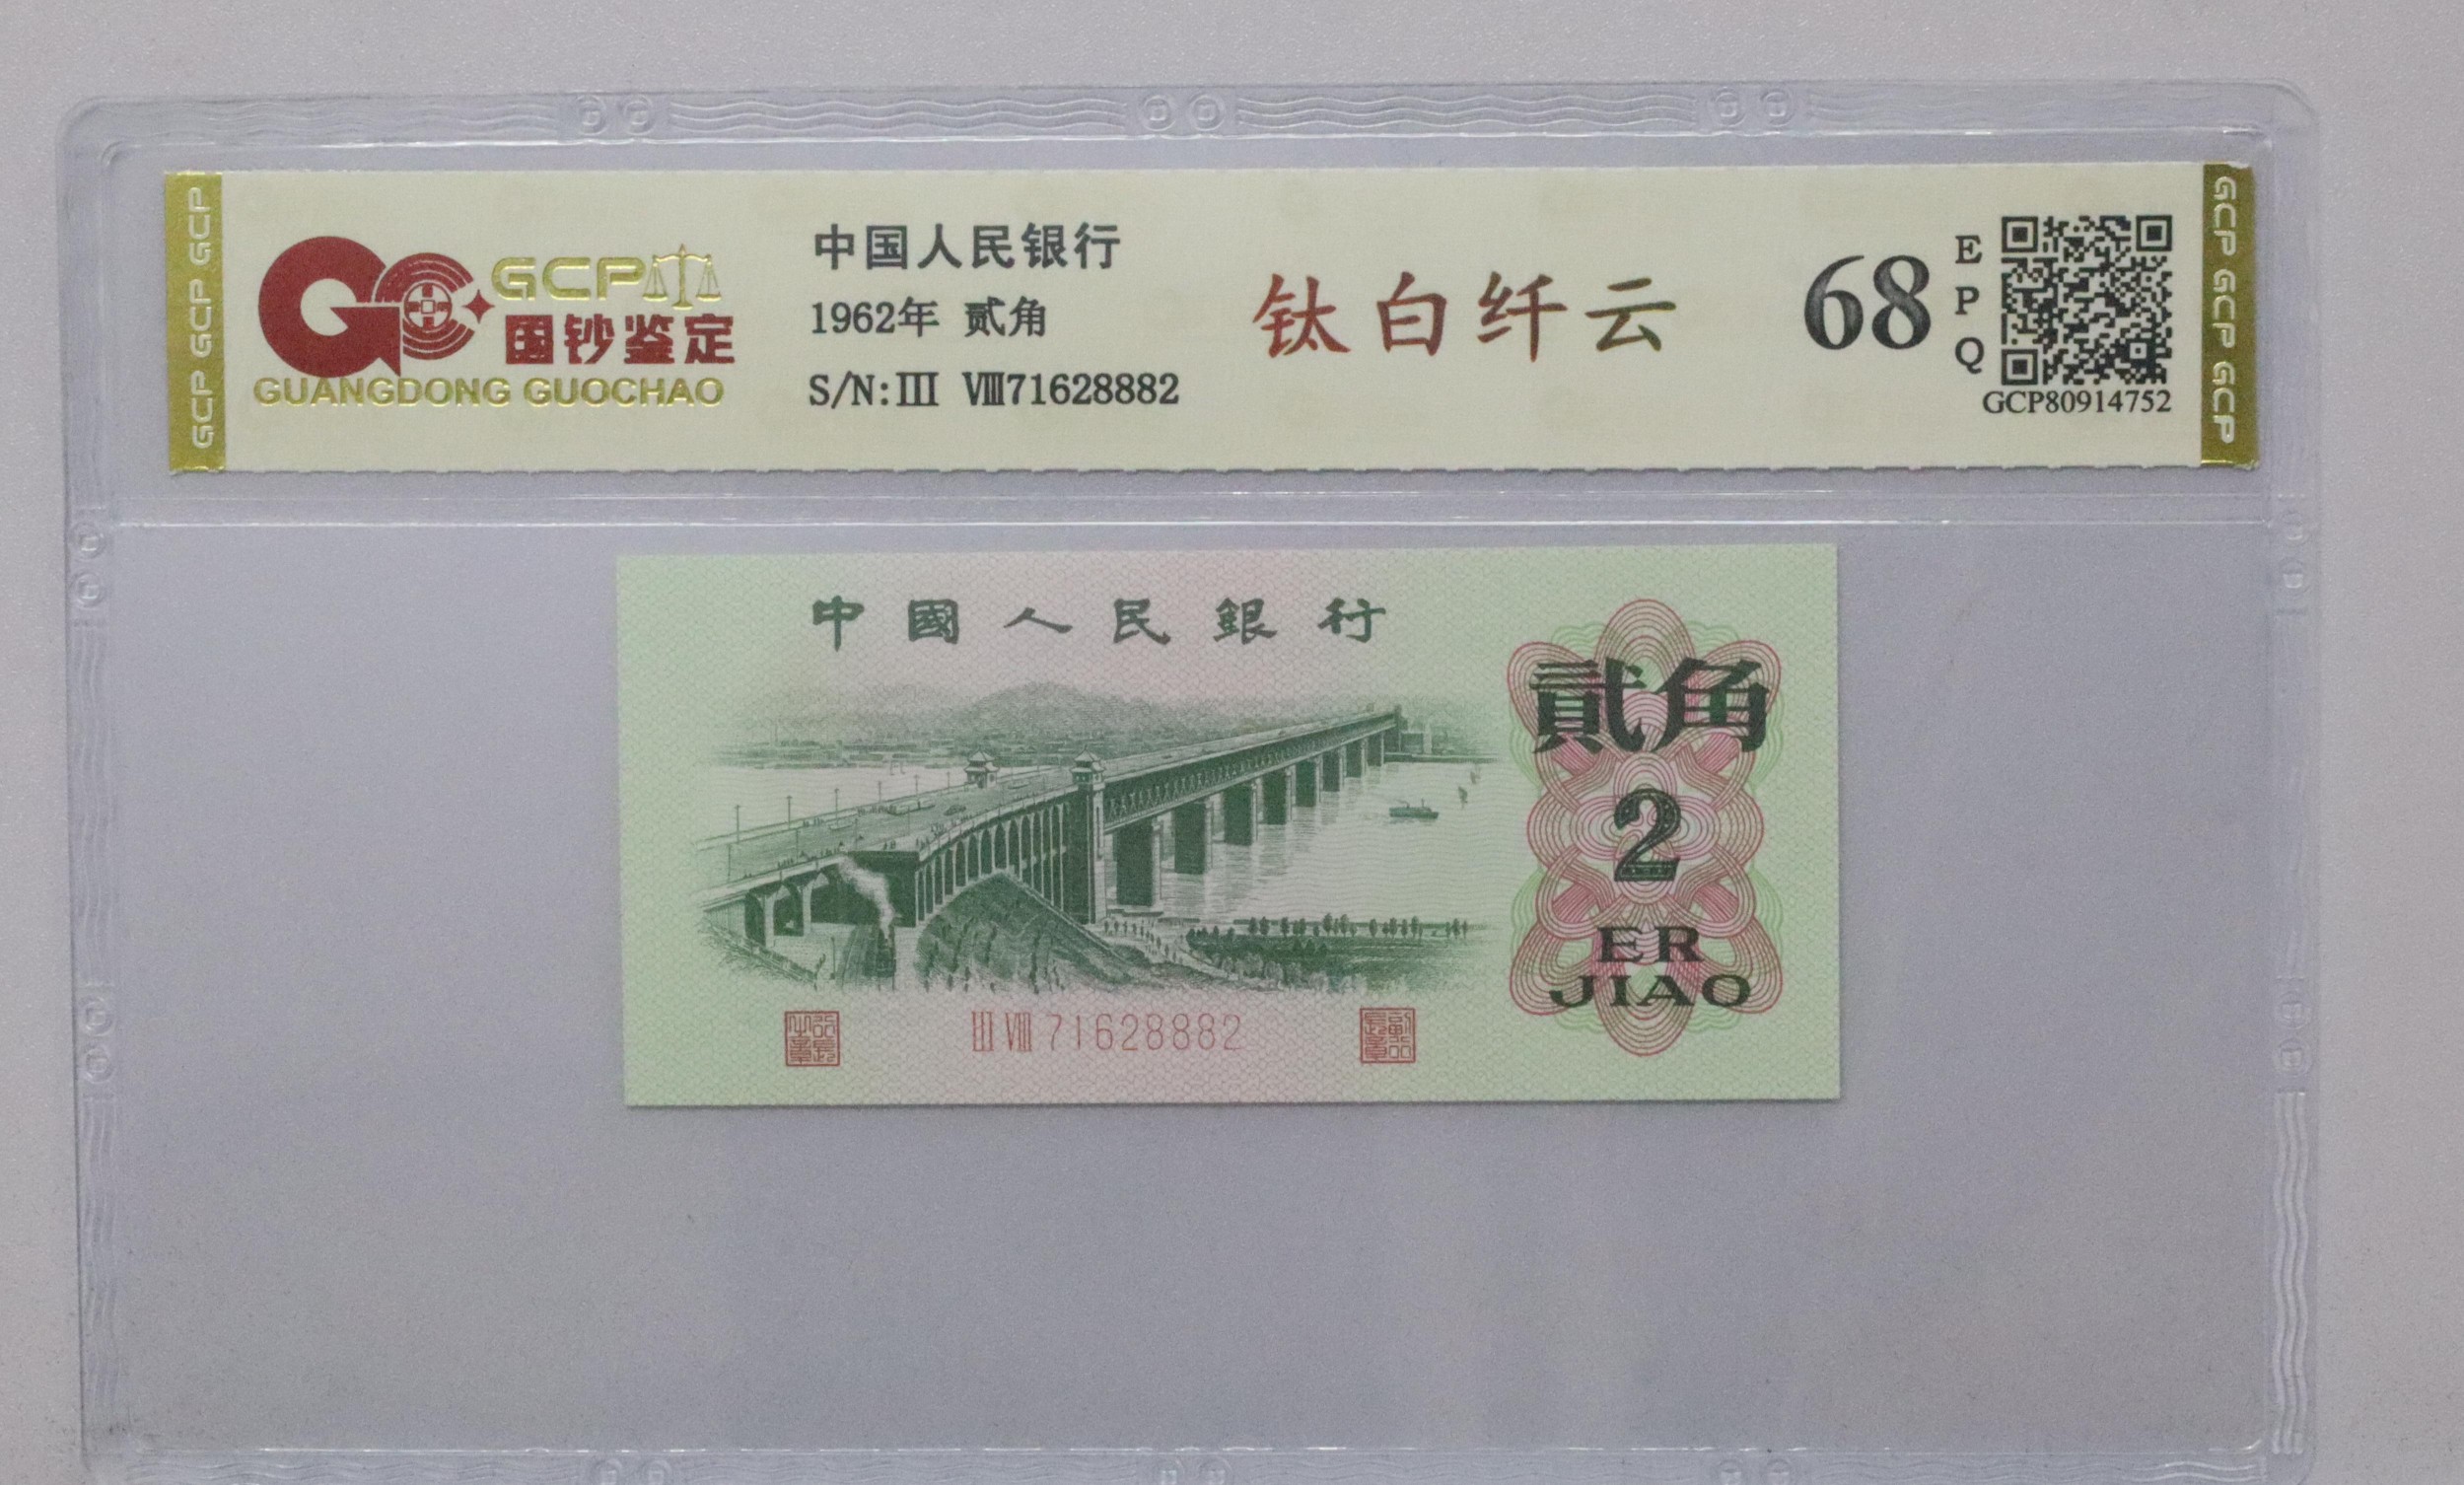 GCP GCP GCP
GCP
国钞鉴定
GUANGDONG GUOCHAO
中国人民银行
1962年 贰角
S/N:III VIII71628882
钛白纤云
68
EPQ
GCP80914752
GCP GCP GCP
中國人民銀行
貳角
2
ER
JIAO
III VIII 71628882